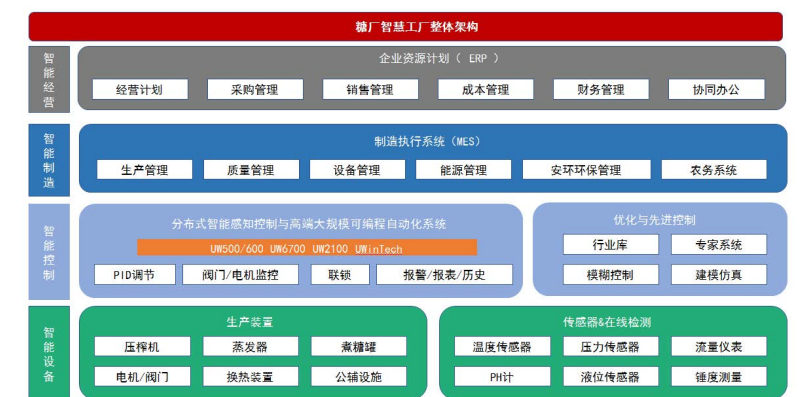 糖厂智慧工厂整体架构
智能经营
企业资源计划（ ERP ）
经营计划 采购管理 销售管理 成本管理 财务管理 协同办公
智能制造
制造执行系统（MES）
生产管理 质量管理 设备管理 能源管理 安环环保管理 农务系统
智能控制
分布式智能感知控制与高端大规模可编程自动化系统
UW500/600 UW6700 UW2100 UWinTech
PID调节 阀门/电机监控 联锁 报警/报表/历史
优化与先进控制
行业库 专家系统
模糊控制 建模仿真
智能设备
生产装置
压榨机 蒸发器 煮糖罐
电机/阀门 换热装置 公辅设施
传感器&在线检测
温度传感器 压力传感器 流量仪表
PH计 液位传感器 锤度测量